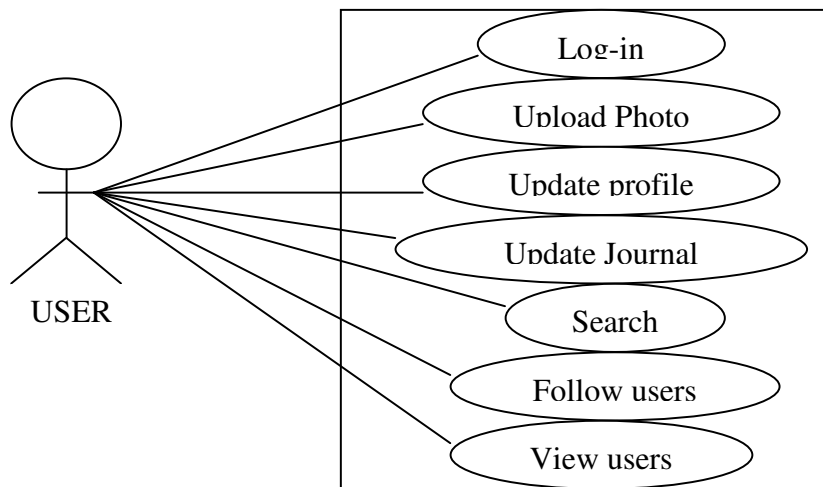 Log-in
Upload Photo
Update profile
Update Journal
Search
Follow users
View users
USER